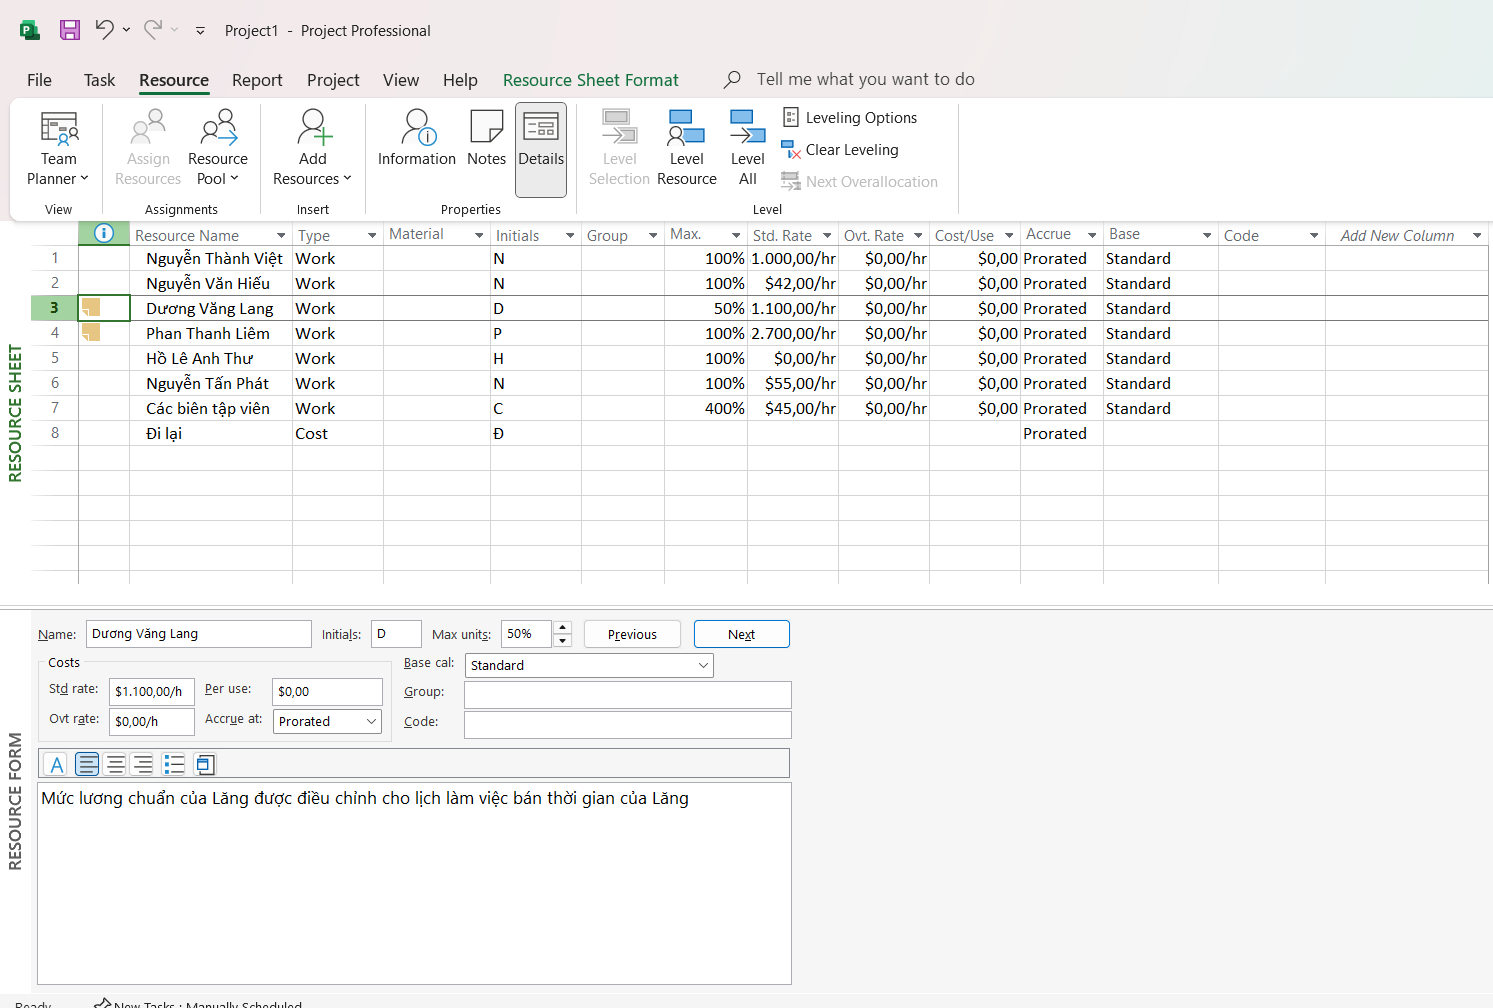 Project1 - Project Professional
File Task Resource Report Project View Help Resource Sheet Format Tell me what you want to do
Team Planner
Assign Resources
Resource Pool
Add Resources
Information
Notes
Details
Level Selection
Level Resource
Level All
Leveling Options
Clear Leveling
Next Overallocation
View Assignments Insert Properties Level
RESOURCE SHEET
Resource Name Type Material Initials Group Max. Std. Rate Ovt. Rate Cost/Use Accrue Base Code Add New Column
1 Nguyễn Thành Việt Work N 100% 1.000,00/hr $0,00/hr $0,00 Prorated Standard
2 Nguyễn Văn Hiếu Work N 100% $42,00/hr $0,00/hr $0,00 Prorated Standard
3 Dương Văng Lang Work D 50% 1.100,00/hr $0,00/hr $0,00 Prorated Standard
4 Phan Thanh Liêm Work P 100% 2.700,00/hr $0,00/hr $0,00 Prorated Standard
5 Hồ Lê Anh Thư Work H 100% $0,00/hr $0,00/hr $0,00 Prorated Standard
6 Nguyễn Tấn Phát Work N 100% $55,00/hr $0,00/hr $0,00 Prorated Standard
7 Các biên tập viên Work C 400% $45,00/hr $0,00/hr $0,00 Prorated Standard
8 Đi lại Cost Đ Prorated
RESOURCE FORM
Name: Dương Văng Lang Initials: D Max units: 50% Previous Next
Costs
Base cal: Standard
Std rate: $1.100,00/h Per use: $0,00
Group:
Ovt rate: $0,00/h Accrue at: Prorated
Code:
Mức lương chuẩn của Lăng được điều chỉnh cho lịch làm việc bán thời gian của Lăng
Ready New Tasks : Manually Scheduled